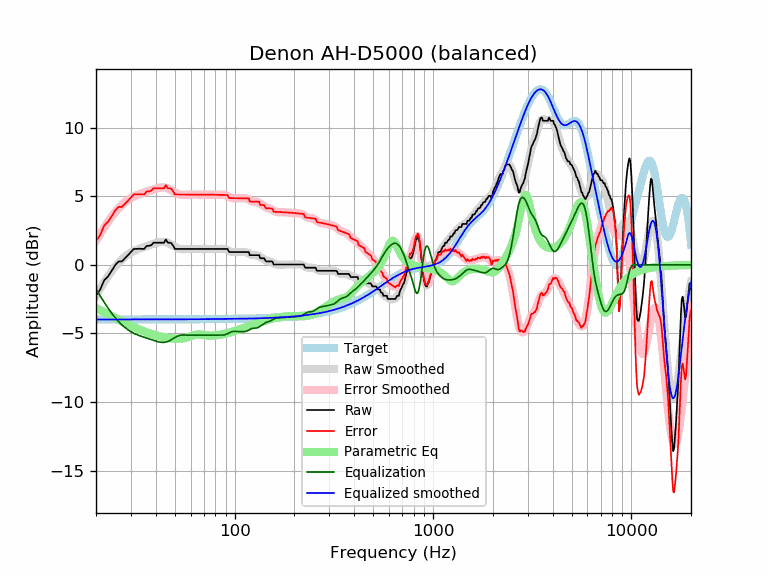 Denon AH-D5000 (balanced)
10
5
0
−5
−10
−15
Amplitude (dBr)
Target
Raw Smoothed
Error Smoothed
Raw
Error
Parametric Eq
Equalization
Equalized smoothed
100
1000
10000
Frequency (Hz)